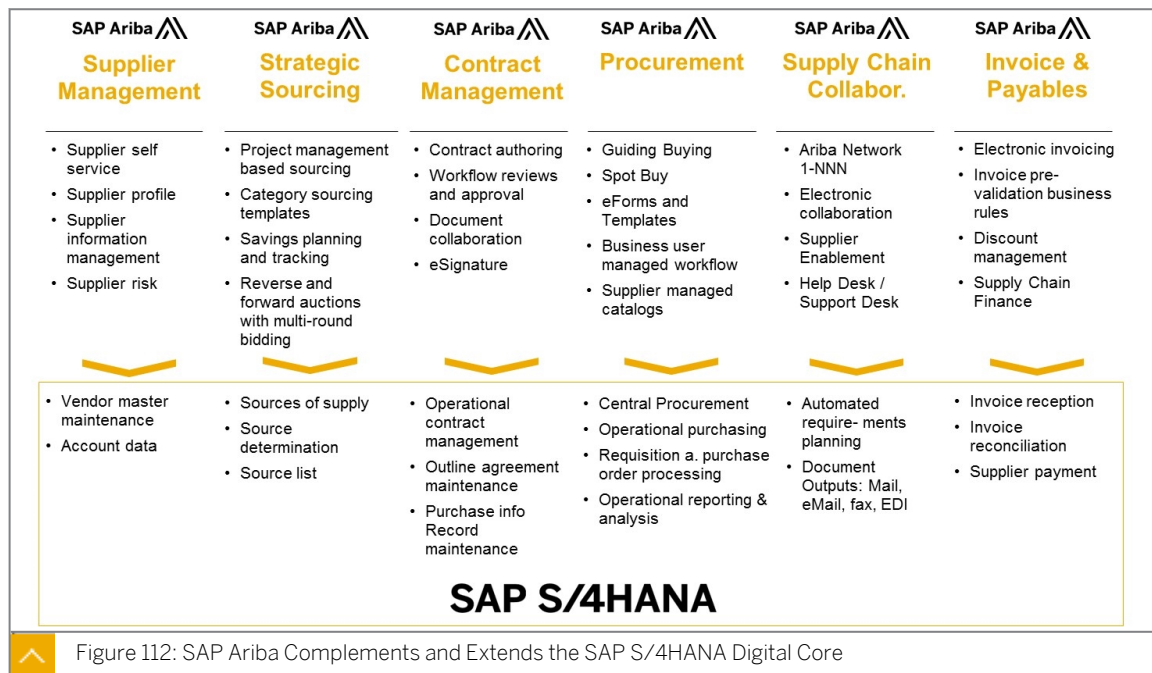 SAP Ariba
Supplier
Management
• Supplier self
service
• Supplier profile
• Supplier
information
management
• Supplier risk
SAP Ariba
Strategic
Sourcing
• Project management
based sourcing
• Category sourcing
templates
• Savings planning
and tracking
• Reverse and
forward auctions
with multi-round
bidding
SAP Ariba
Contract
Management
• Contract authoring
• Workflow reviews
and approval
• Document
collaboration
• eSignature
SAP Ariba
Procurement
• Guiding Buying
• Spot Buy
• eForms and
Templates
• Business user
managed workflow
• Supplier managed
catalogs
SAP Ariba
Supply Chain
Collabor.
• Ariba Network
1-NNN
• Electronic
collaboration
• Supplier
Enablement
• Help Desk /
Support Desk
SAP Ariba
Invoice &
Payables
• Electronic invoicing
• Invoice pre-
validation business
rules
• Discount
management
• Supply Chain
Finance
• Vendor master
maintenance
• Account data
• Sources of supply
• Source
determination
• Source list
• Operational
contract
management
• Outline agreement
maintenance
• Purchase info
Record
maintenance
• Central Procurement
• Operational purchasing
• Requisition a. purchase
order processing
• Operational reporting &
analysis
• Automated
require- ments
planning
• Document
Outputs: Mail,
eMail, fax, EDI
• Invoice reception
• Invoice
reconciliation
• Supplier payment
SAP S/4HANA
Figure 112: SAP Ariba Complements and Extends the SAP S/4HANA Digital Core